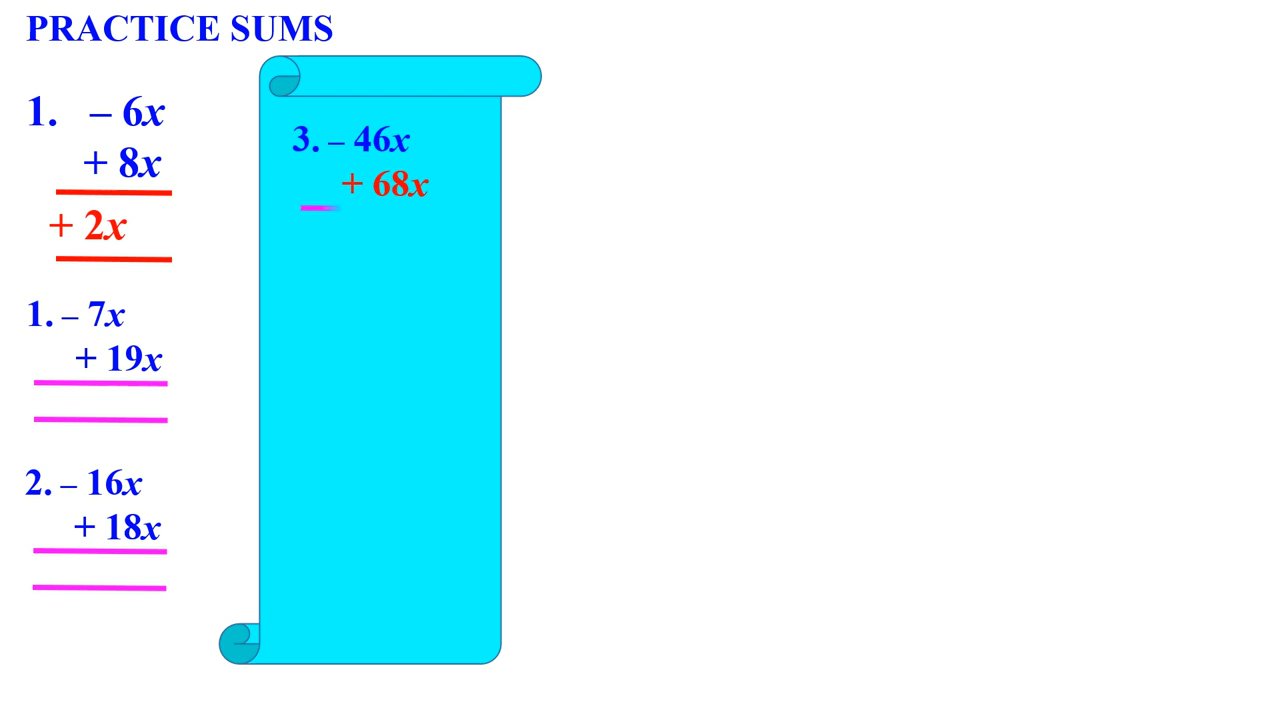 PRACTICE SUMS
1. – 6x
+ 8x
+ 2x
1. – 7x
+ 19x
2. – 16x
+ 18x
3. – 46x
+ 68x